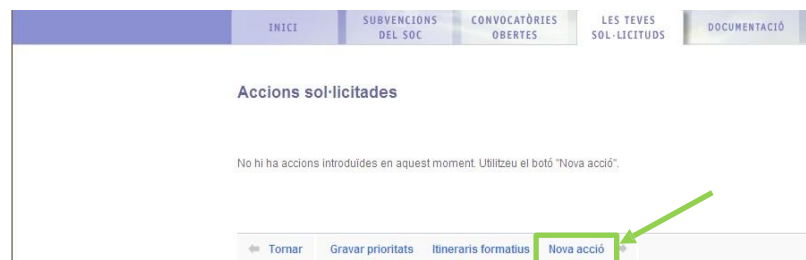 INICI
SUBVENCIONS
DEL SOC
CONVOCATÒRIES
OBERTES
LES TEVES
SOL·LICITUDS
DOCUMENTACIÓ
Accions sol·licitades
No hi ha accions introduïdes en aquest moment. Utilitzeu el botó "Nova acció".
Tornar Gravar prioritats Itineraris formatius Nova acció